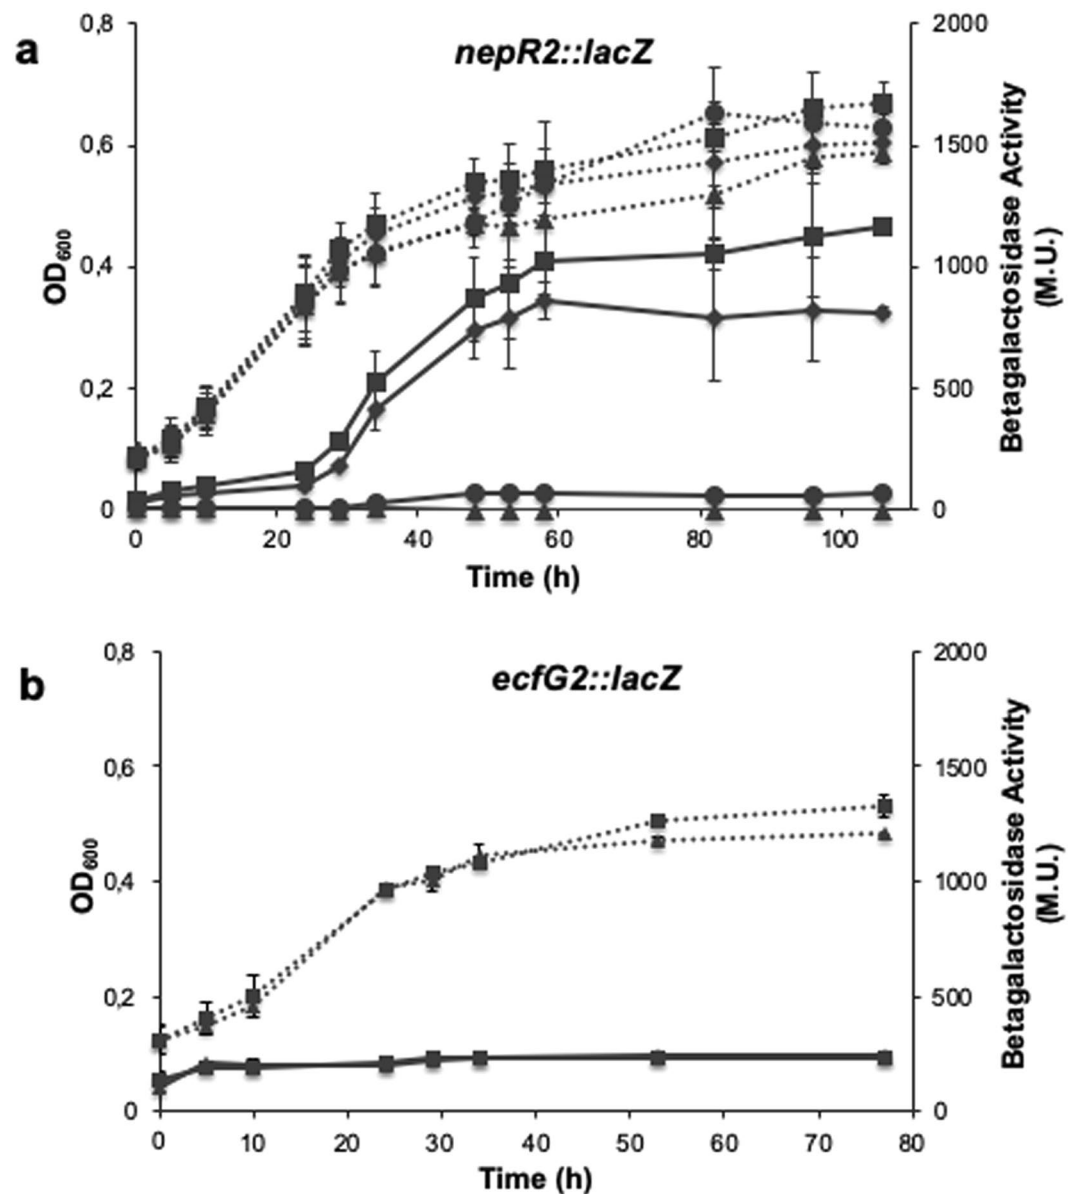 a
nepR2::lacZ
0,8
0,6
0,4
0,2
0
2000
1500
1000
500
0
OD600
Betagalactosidase Activity
(M.U.)
0 20 40 60 80 100
Time (h)
b
ecfG2::lacZ
0,8
0,6
0,4
0,2
0
2000
1500
1000
500
0
OD600
Betagalactosidase Activity
(M.U.)
0 10 20 30 40 50 60 70 80
Time (h)